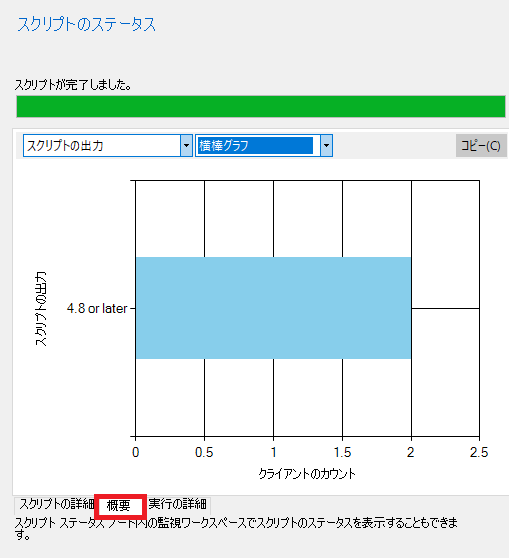 スクリプトのステータス
スクリプトが完了しました。
スクリプトの出力 横棒グラフ コピー(C)
スクリプトの出力
4.8 or later
0 0.5 1 1.5 2 2.5
クライアントのカウント
スクリプトの詳細 概要 実行の詳細
スクリプト ステータス ノード内の監視ワークスペースでスクリプトのステータスを表示することもできま
す。